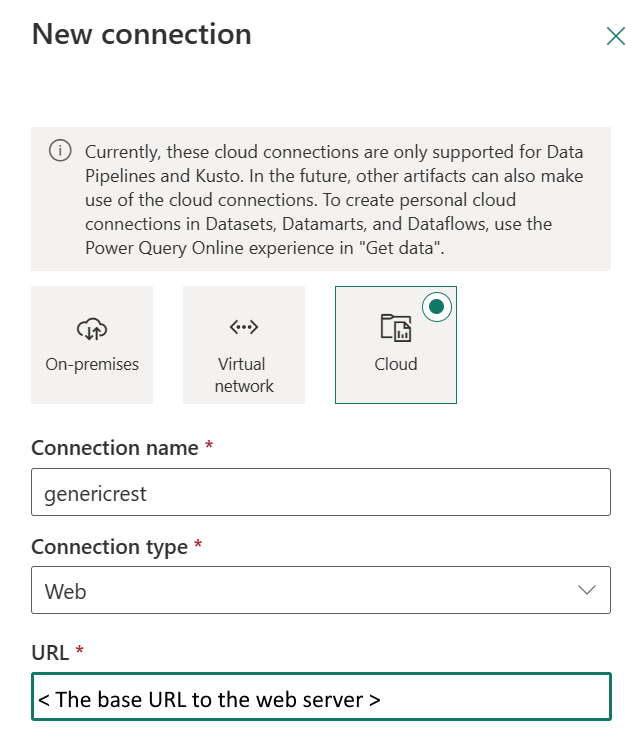 New connection
Currently, these cloud connections are only supported for Data
Pipelines and Kusto. In the future, other artifacts can also make
use of the cloud connections. To create personal cloud
connections in Datasets, Datamarts, and Dataflows, use the
Power Query Online experience in "Get data".
On-premises
Virtual
network
Cloud
Connection name *
genericrest
Connection type *
Web
URL *
< The base URL to the web server >